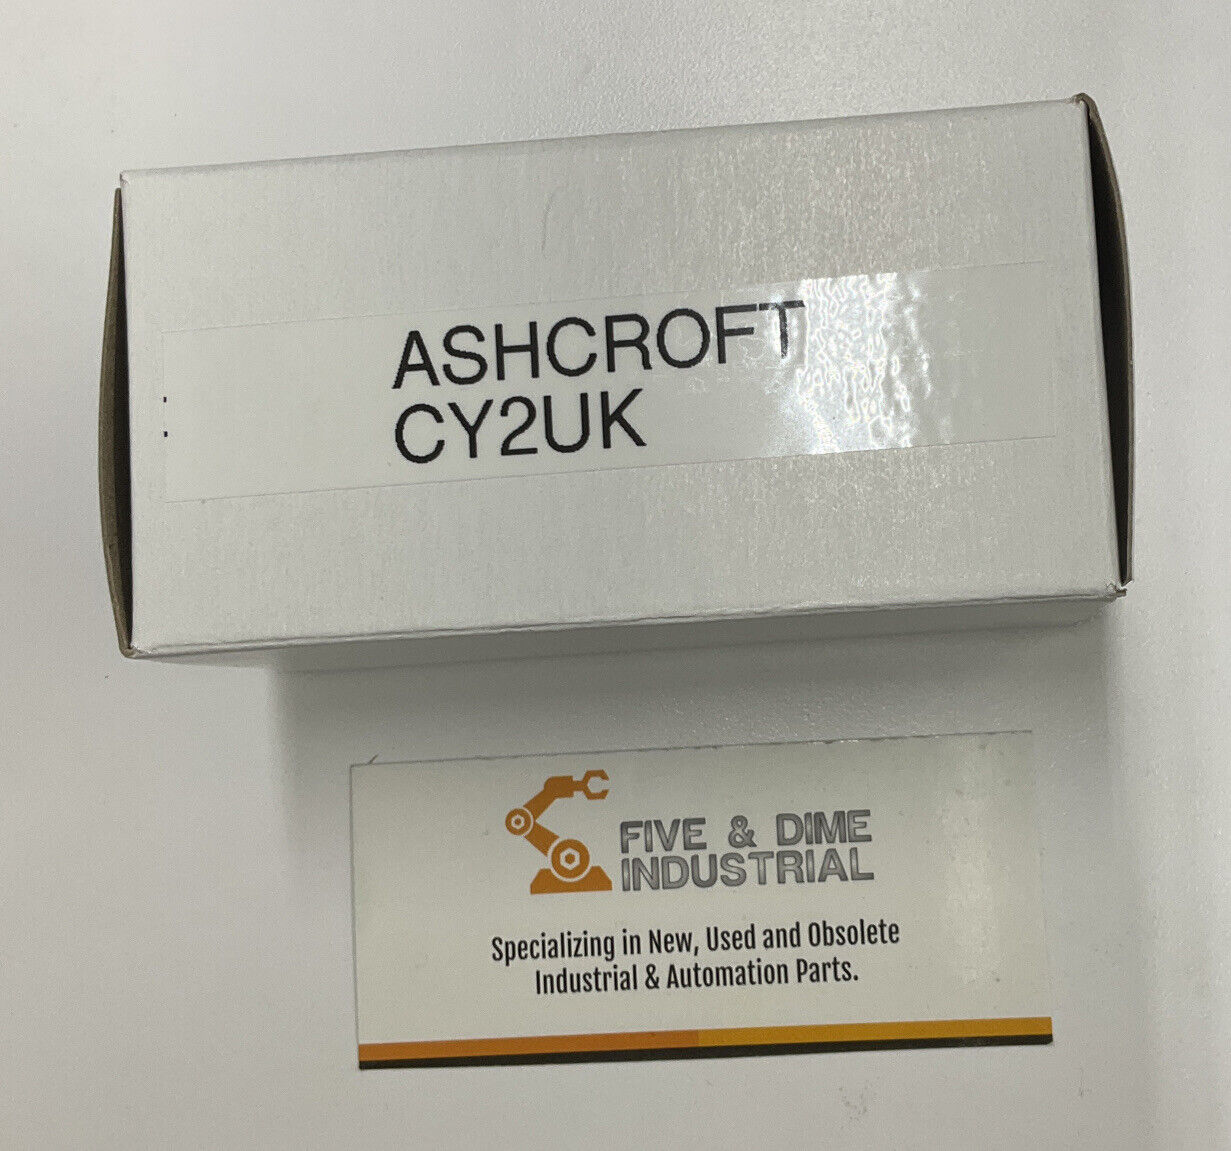 ASHCROFT
CY2UK
FIVE & DIME
INDUSTRIAL
Specializing in New, Used and Obsolete
Industrial & Automation Parts.